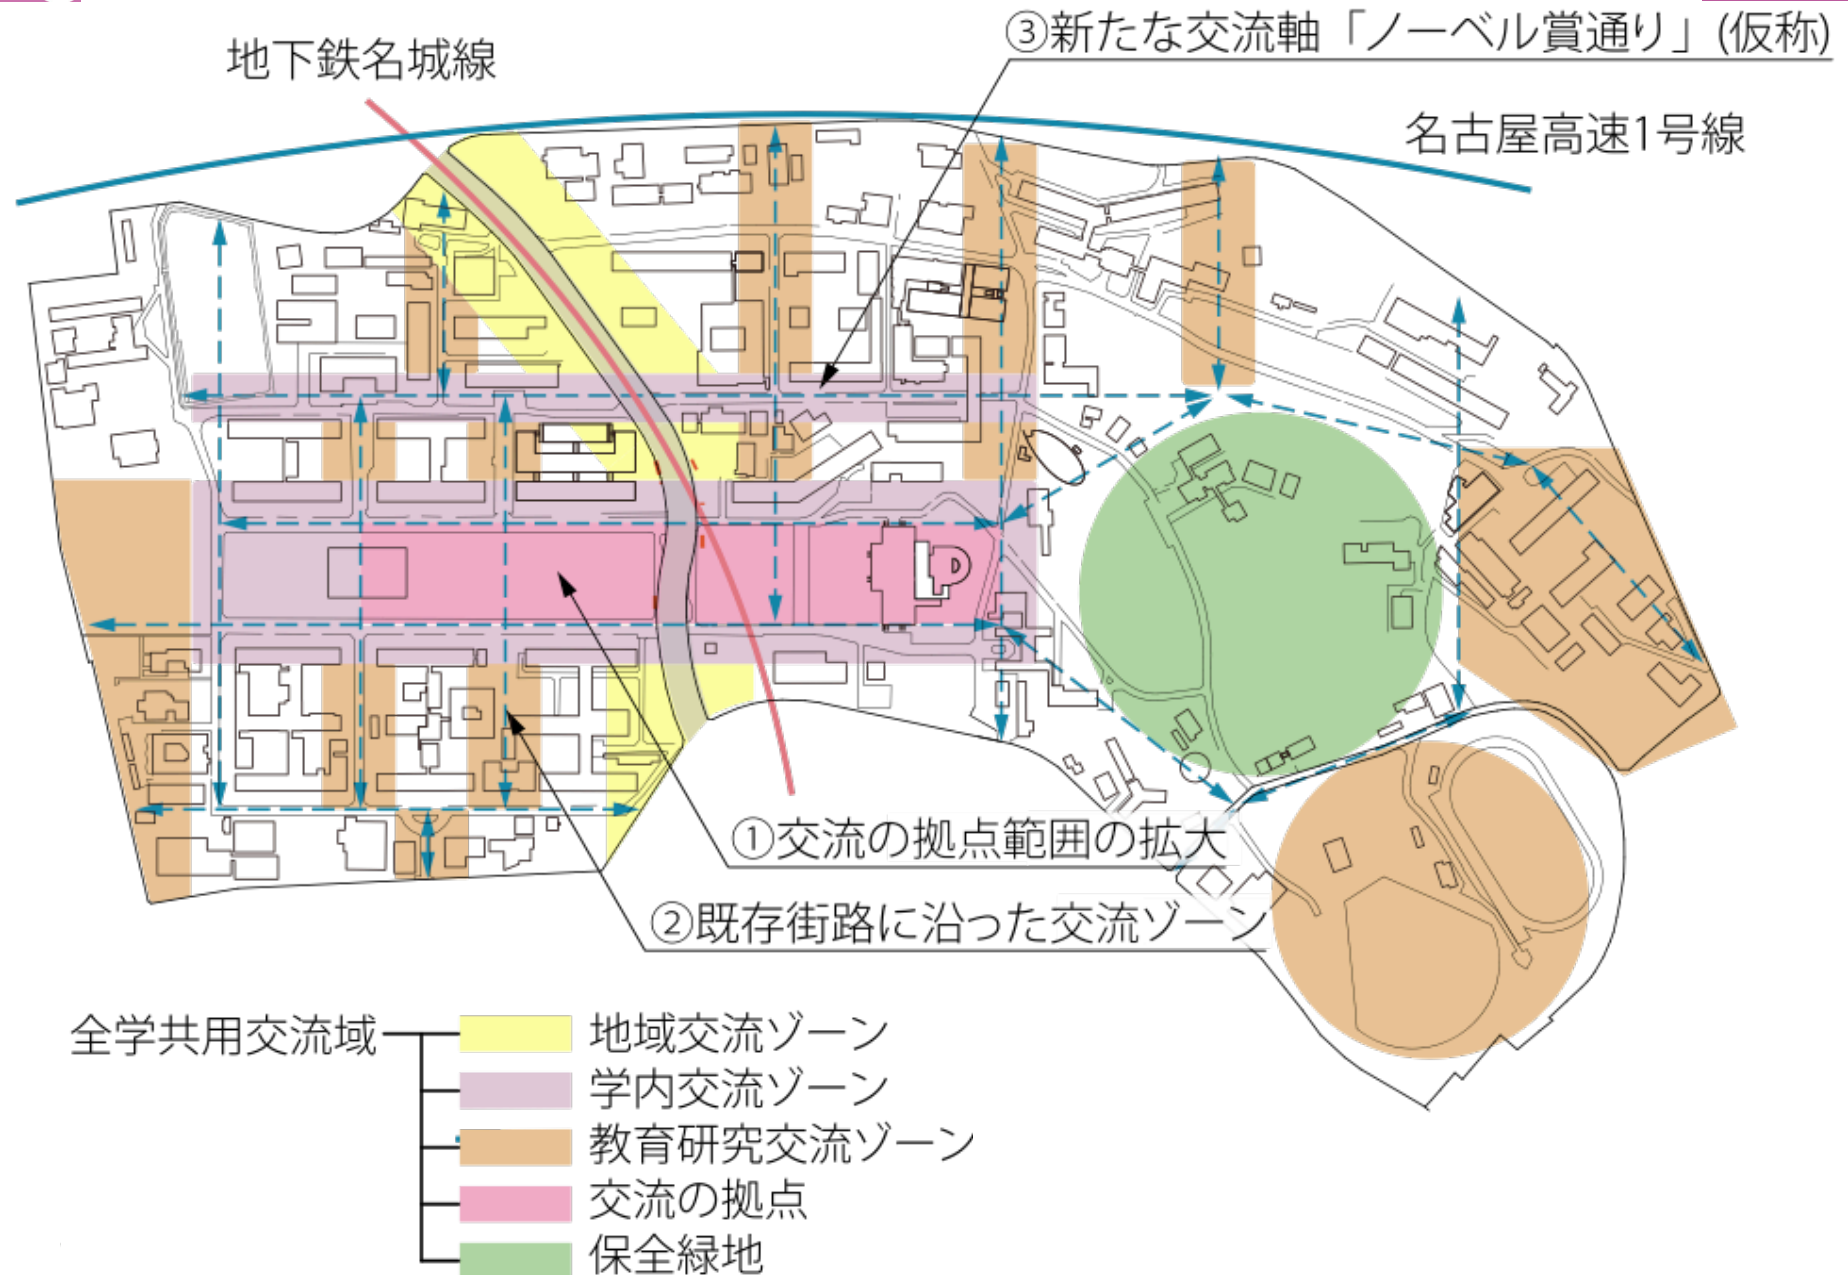 ③新たな交流軸「ノーベル賞通り」(仮称)
地下鉄名城線
名古屋高速1号線
①交流の拠点範囲の拡大
②既存街路に沿った交流ゾーン
全学共用交流域
地域交流ゾーン
学内交流ゾーン
教育研究交流ゾーン
交流の拠点
保全緑地